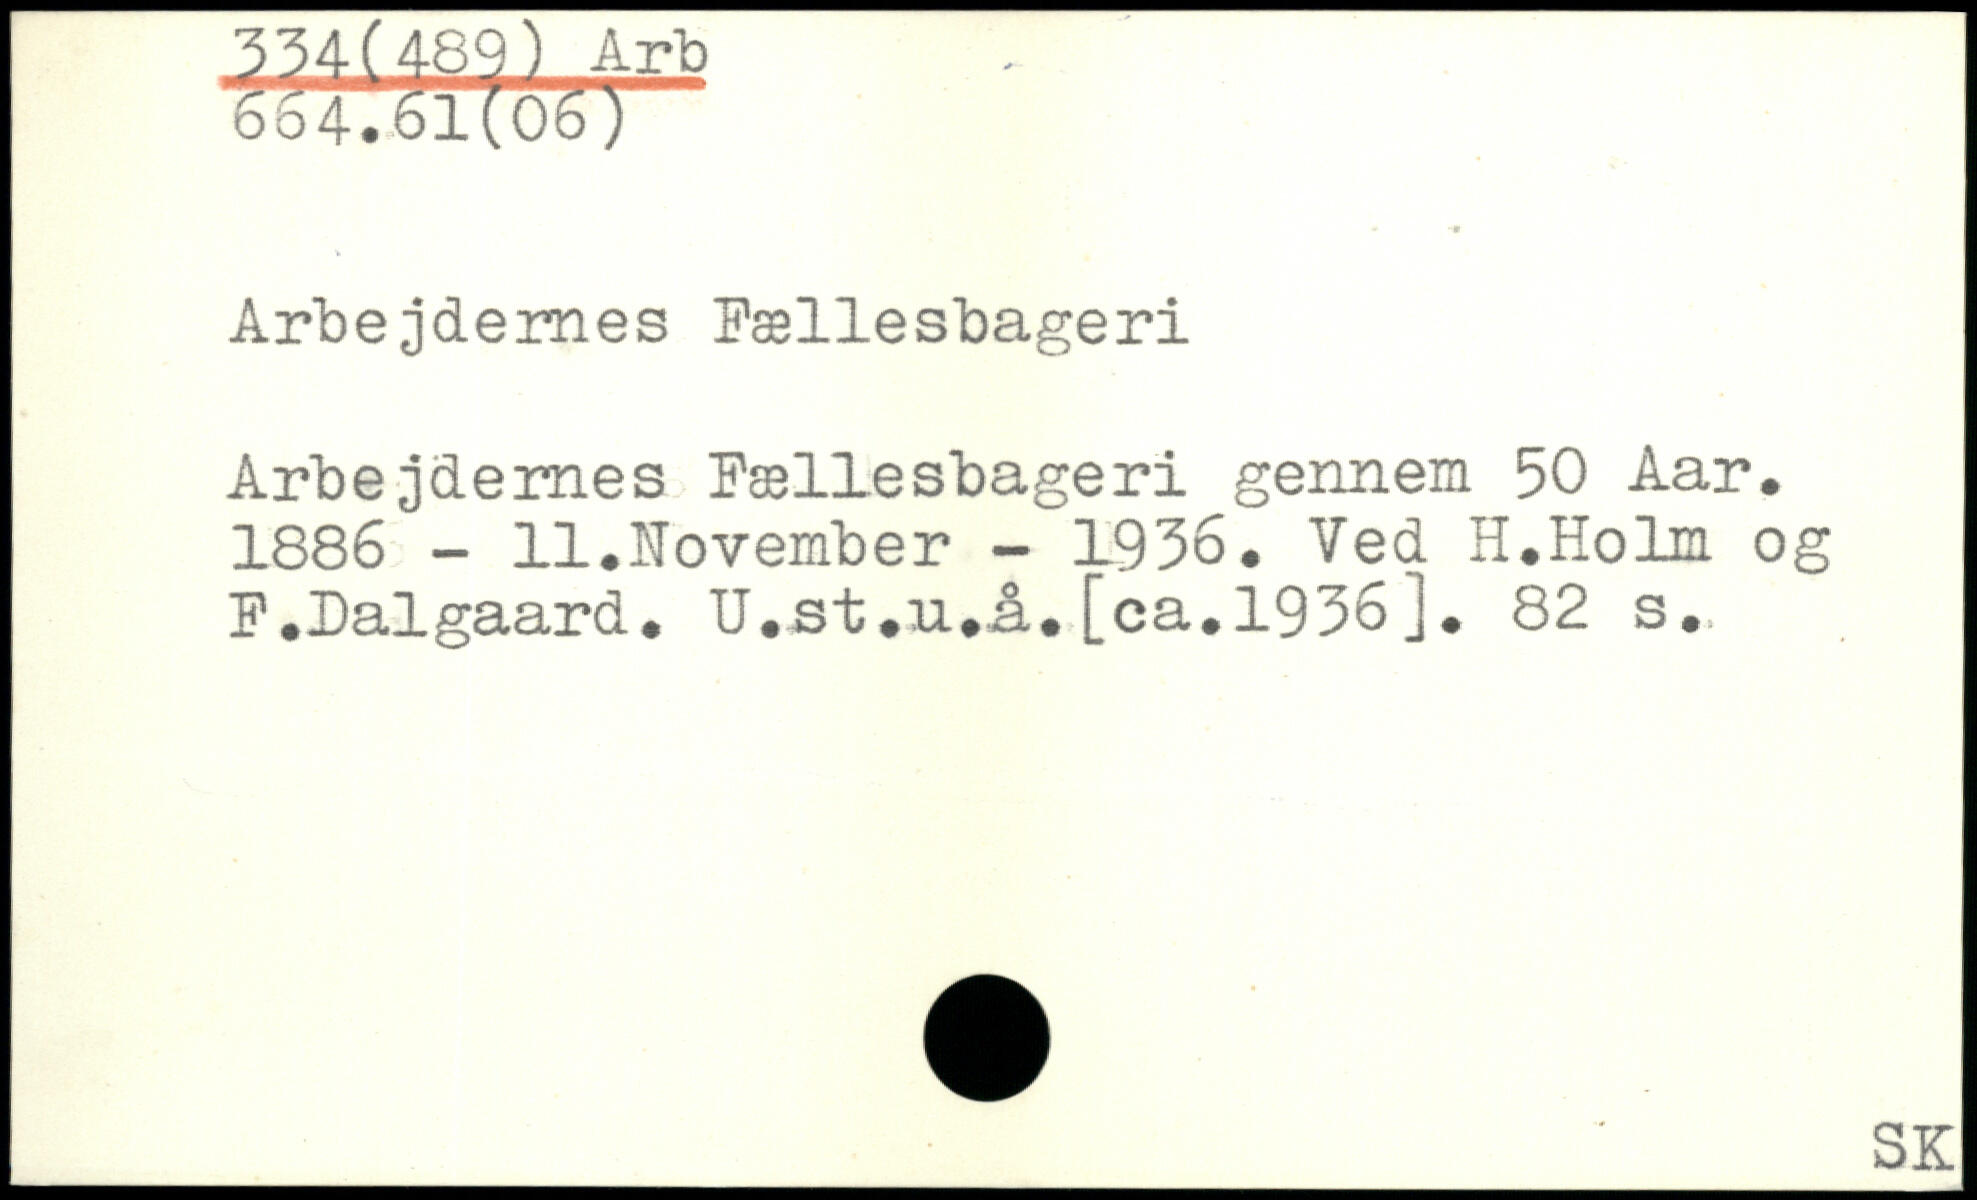 334(489) Arb
664.61(06)
Arbejdernes Fællesbageri
Arbejdernes Fællesbageri gennem 50 Aar.
1886 - 11.November - 1936. Ved H.Holm og
F.Dalgaard. U.st.u.å.[ca.1936]. 82 s.
SK